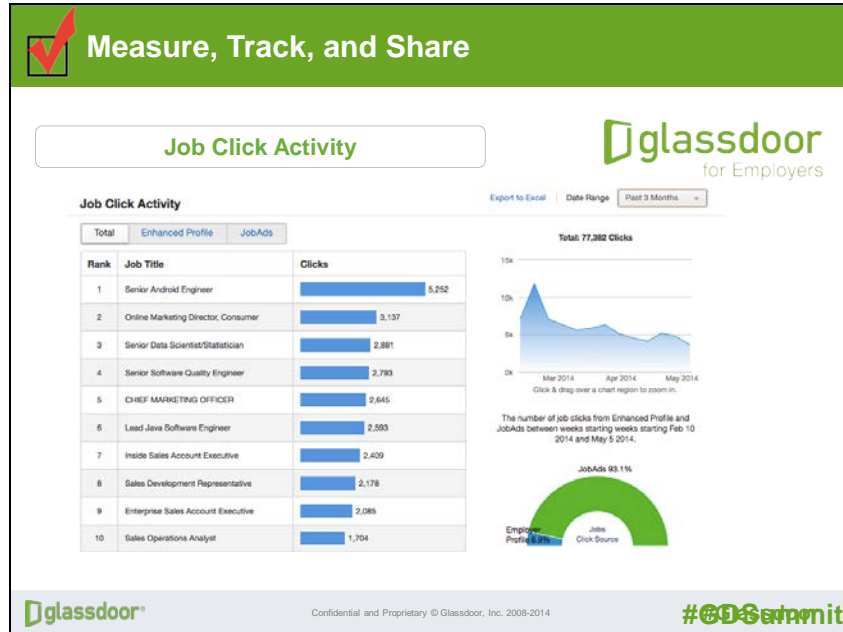 Measure, Track, and Share
Job Click Activity
glassdoor
for Employers
Job Click Activity
Export to Excel Date Range Past 3 Months
Total Enhanced Profile JobAds
Rank Job Title Clicks
1 Senior Android Engineer 5,252
2 Online Marketing Director, Consumer 3,137
3 Senior Data Scientist/Statistician 2,881
4 Senior Software Quality Engineer 2,793
5 CHIEF MARKETING OFFICER 2,645
6 Lead Java Software Engineer 2,593
7 Inside Sales Account Executive 2,409
8 Sales Development Representative 2,178
9 Enterprise Sales Account Executive 2,085
10 Sales Operations Analyst 1,704
Total: 77,382 Clicks
15k
10k
5k
0k
Mar 2014 Apr 2014 May 2014
Click & drag over a chart region to zoom in.
The number of job clicks from Enhanced Profile and
JobAds between weeks starting weeks starting Feb 10
2014 and May 5 2014.
JobAds 93.1%
Employer
Profile 6.9%
Jobs
Click Source
glassdoor®
Confidential and Proprietary © Glassdoor, Inc. 2008-2014
#GDSummit